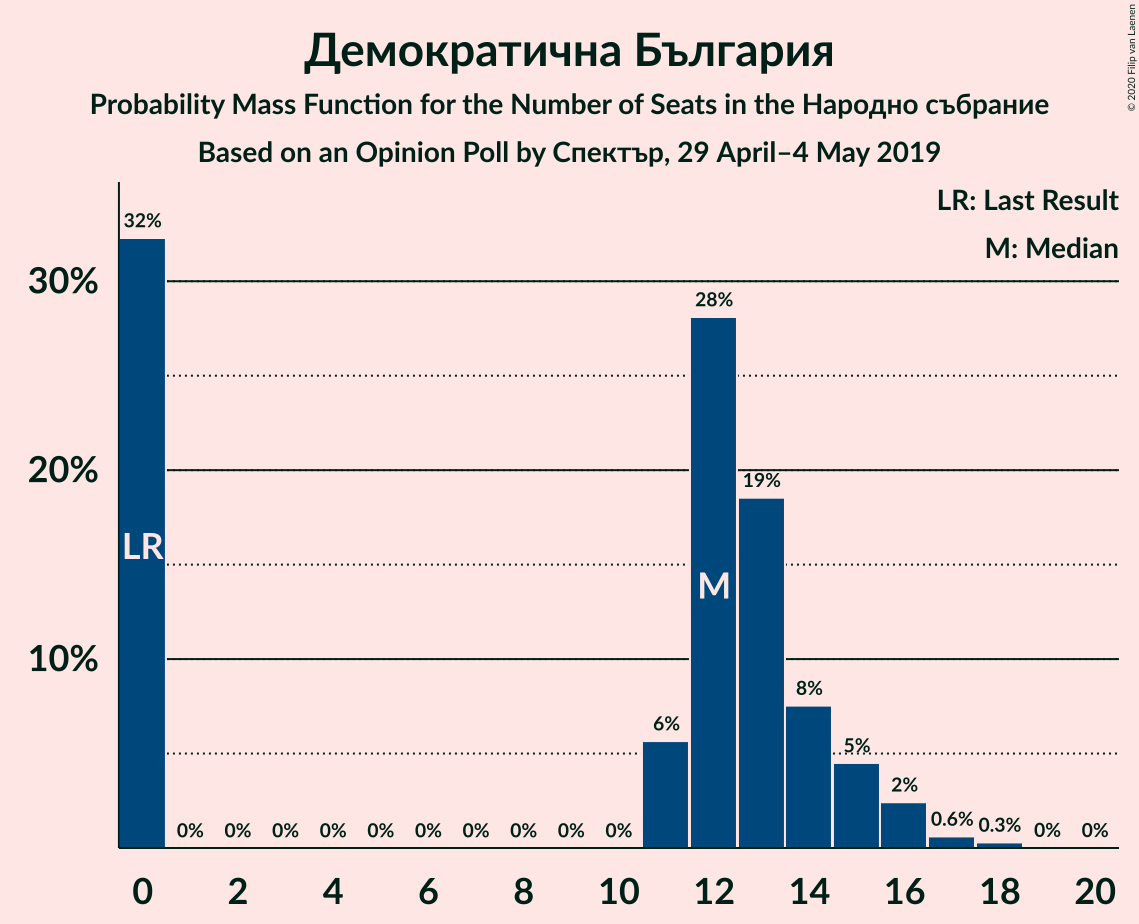 Демократична България
Probability Mass Function for the Number of Seats in the Народно събрание
Based on an Opinion Poll by Спектър, 29 April–4 May 2019
© 2020 Filip van Laenen
LR: Last Result
M: Median
32%
30%
28%
20%
19%
LR
M
10%
8%
6%
5%
2%
0% 0% 0% 0% 0% 0% 0% 0% 0% 0% 0.6% 0.3% 0% 0%
0 2 4 6 8 10 12 14 16 18 20